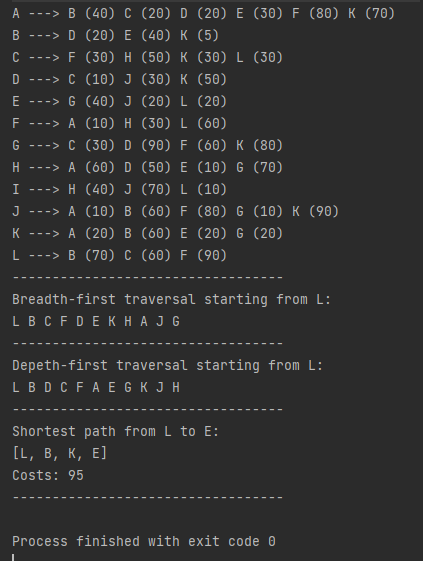 A ---> B (40) C (20) D (20) E (30) F (80) K (70)
B ---> D (20) E (40) K (5)
C ---> F (30) H (50) K (30) L (30)
D ---> C (10) J (30) K (50)
E ---> G (40) J (20) L (20)
F ---> A (10) H (30) L (60)
G ---> C (30) D (90) F (60) K (80)
H ---> A (60) D (50) E (10) G (70)
I ---> H (40) J (70) L (10)
J ---> A (10) B (60) F (80) G (10) K (90)
K ---> A (20) B (60) E (20) G (20)
L ---> B (70) C (60) F (90)
---------------------------------
Breadth-first traversal starting from L:
L B C F D E K H A J G
---------------------------------
Depeth-first traversal starting from L:
L B D C F A E G K J H
---------------------------------
Shortest path from L to E:
[L, B, K, E]
Costs: 95
---------------------------------
Process finished with exit code 0